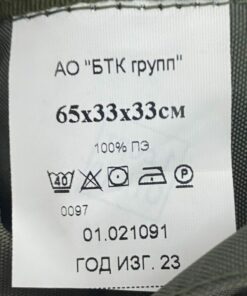 АО "БТК групп"
65х33х33см
100% ПЭ
40 P
0097
01.021091
ГОД ИЗГ. 23